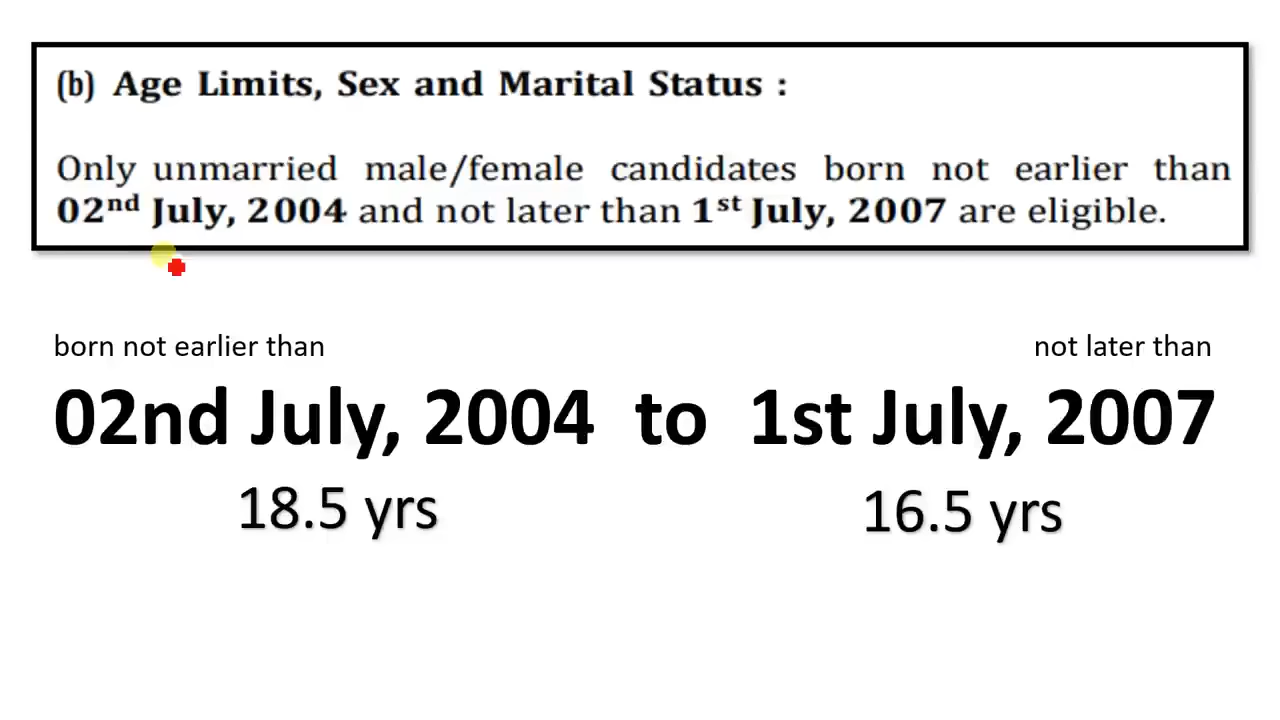 (b) Age Limits, Sex and Marital Status :
Only unmarried male/female candidates born not earlier than
02nd July, 2004 and not later than 1st July, 2007 are eligible.
born not earlier than
not later than
02nd July, 2004 to 1st July, 2007
18.5 yrs
16.5 yrs